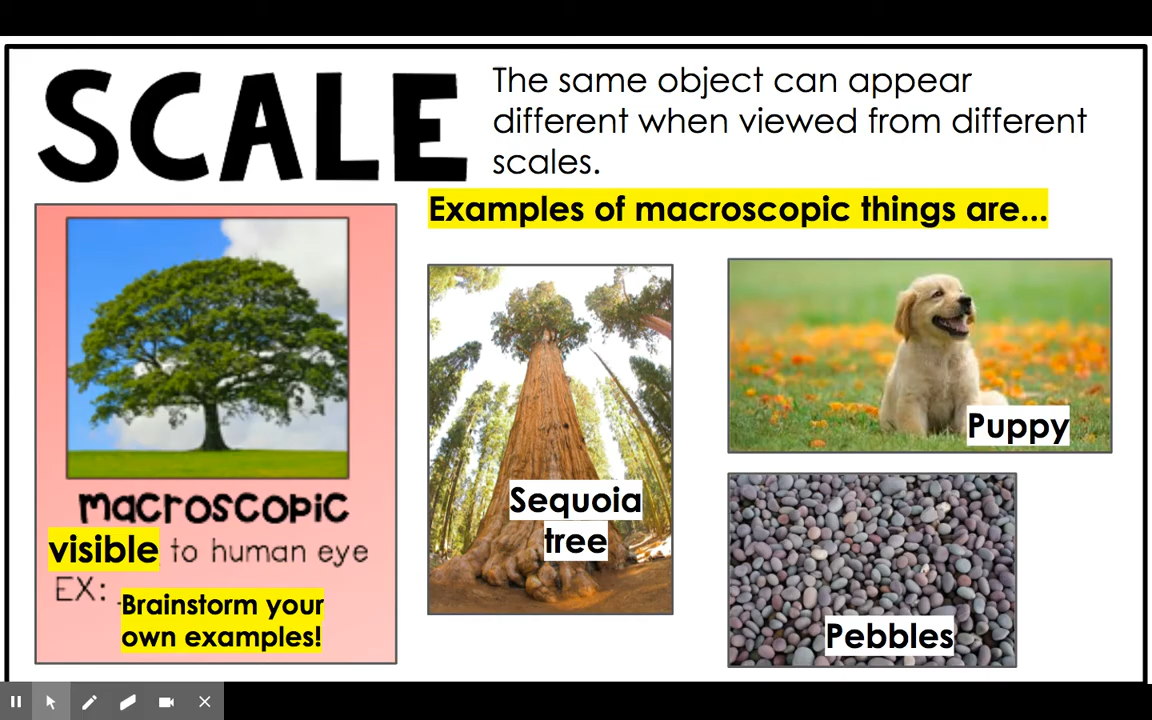 SCALE
The same object can appear
different when viewed from different
scales.
Examples of macroscopic things are...
macroscopic
visible to human eye
EX: _
Brainstorm your
own examples!
Sequoia
tree
Puppy
Pebbles